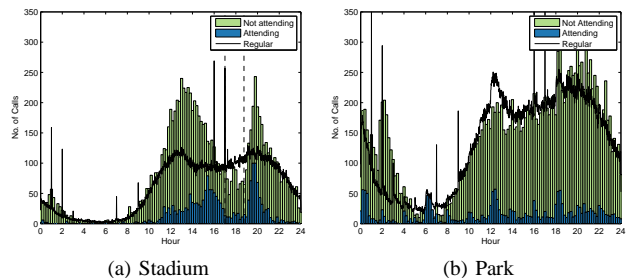 350
300
250
200
150
100
50
0
No. of Calls
0 2 4 6 8 10 12 14 16 18 20 22 24
Hour
Not attending
Attending
Regular
(a) Stadium
350
300
250
200
150
100
50
0
No. of Calls
0 2 4 6 8 10 12 14 16 18 20 22 24
Hour
Not Attending
Attending
Regular
(b) Park